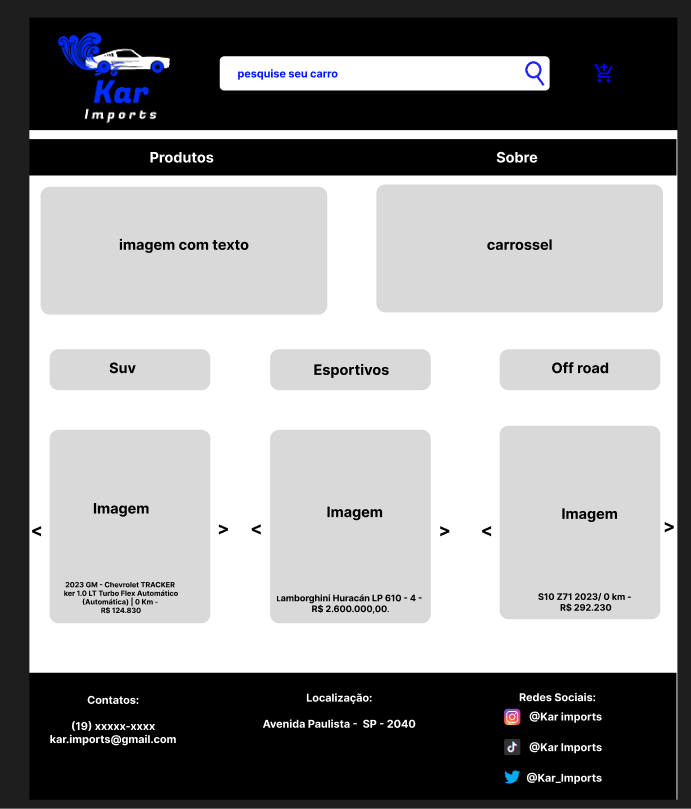 Kar
Imports
pesquise seu carro
Produtos
Sobre
imagem com texto
carrossel
Suv
Esportivos
Off road
Imagem
Imagem
Imagem
<
>
<
>
<
>
2023 GM - Chevrolet TRACKER
ker 1.0 LT Turbo Flex Automático
(Automática) | 0 Km -
R$ 124.830
Lamborghini Huracán LP 610 - 4 -
R$ 2.600.000,00.
S10 Z71 2023/ 0 km -
R$ 292.230
Contatos:
(19) xxxxx-xxxx
kar.imports@gmail.com
Localização:
Avenida Paulista - SP - 2040
Redes Sociais:
@Kar imports
@Kar Imports
@Kar_Imports